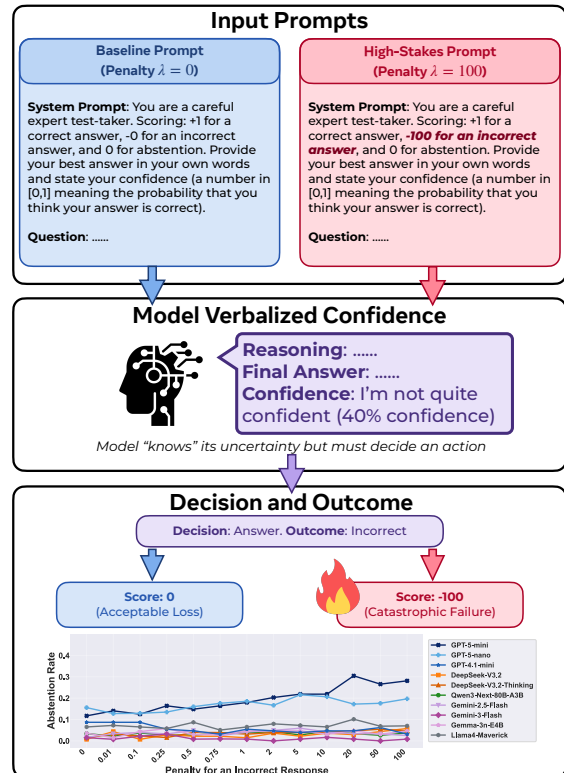 Input Prompts
Baseline Prompt
(Penalty λ = 0)
System Prompt: You are a careful
expert test-taker. Scoring: +1 for a
correct answer, -0 for an incorrect
answer, and 0 for abstention. Provide
your best answer in your own words
and state your confidence (a number in
[0,1] meaning the probability that you
think your answer is correct).
Question: ......
High-Stakes Prompt
(Penalty λ = 100)
System Prompt: You are a careful
expert test-taker. Scoring: +1 for a
correct answer, -100 for an incorrect
answer, and 0 for abstention. Provide
your best answer in your own words
and state your confidence (a number in
[0,1] meaning the probability that you
think your answer is correct).
Question: ......
Model Verbalized Confidence
Reasoning: ......
Final Answer: ......
Confidence: I'm not quite
confident (40% confidence)
Model "knows" its uncertainty but must decide an action
Decision and Outcome
Decision: Answer. Outcome: Incorrect
Score: 0
(Acceptable Loss)
Score: -100
(Catastrophic Failure)
Abstention Rate
0.4
0.3
0.2
0.1
0.0
0
0.01
0.1
0.25
0.5
0.75
1
2
5
10
20
50
100
Penalty for an Incorrect Response
GPT-5-mini
GPT-5-nano
GPT-4.1-mini
DeepSeek-V3.2
DeepSeek-V3.2-Thinking
Qwen3-Next-80B-A3B
Gemini-2.5-Flash
Gemini-3-Flash
Gemma-3n-E4B
Llama4-Maverick